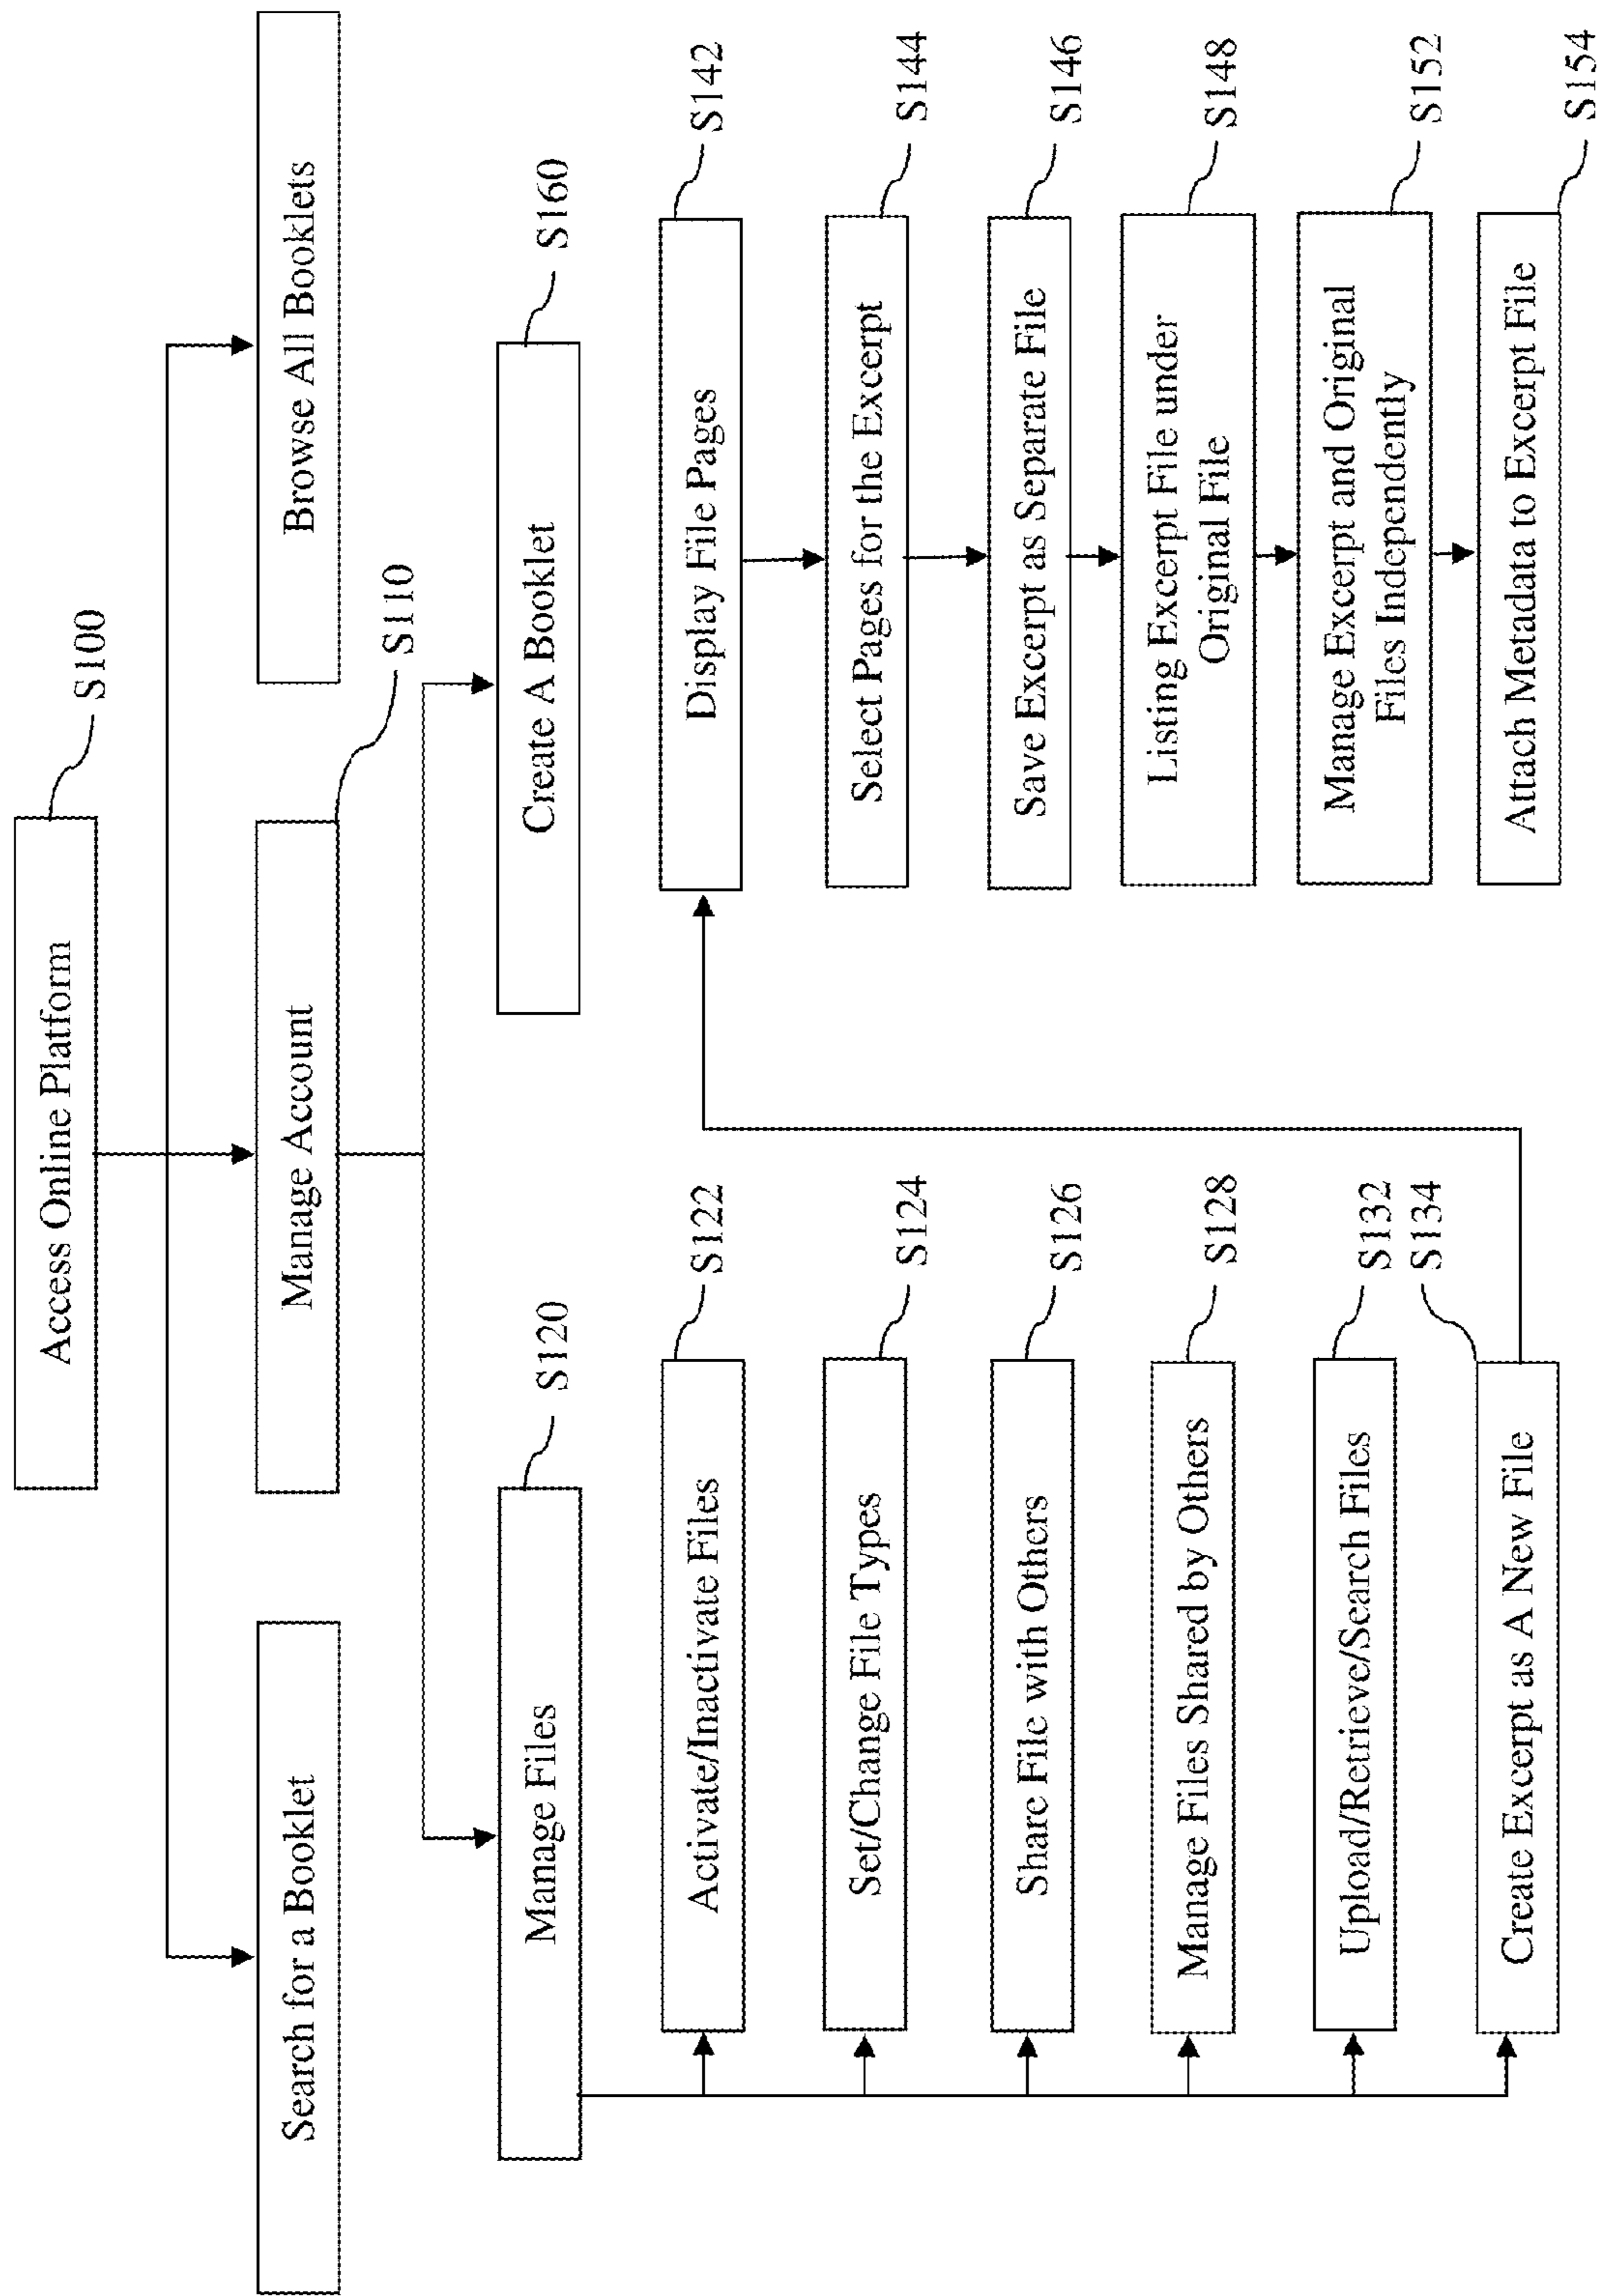 Access Online Platform
S100
Search for a Booklet
Manage Account
S110
Browse All Booklets
Manage Files
S120
Create A Booklet
S160
Activate/Inactivate Files
S122
Set/Change File Types
S124
Share File with Others
S126
Manage Files Shared by Others
S128
Upload/Retrieve/Search Files
S132
Create Excerpt as A New File
S134
Display File Pages
S142
Select Pages for the Excerpt
S144
Save Excerpt as Separate File
S146
Listing Excerpt File under
Original File
S148
Manage Excerpt and Original
Files Independently
S152
Attach Metadata to Excerpt File
S154